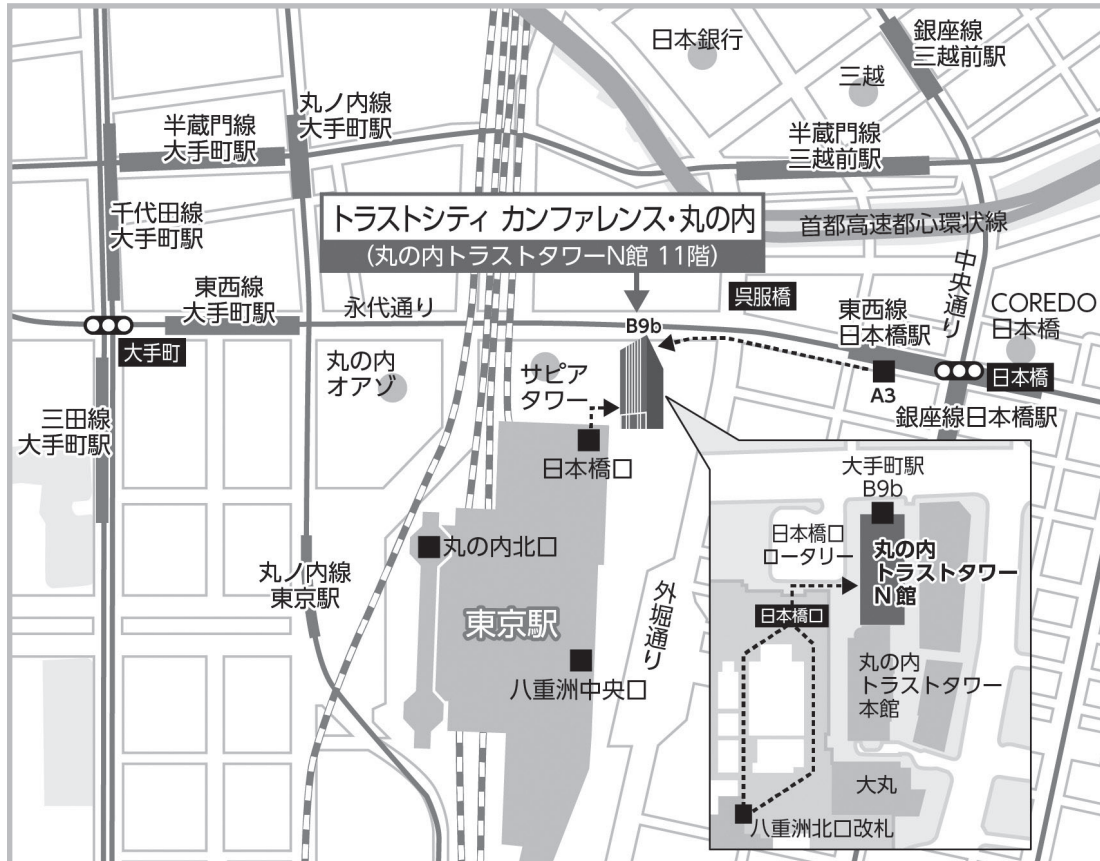 日本銀行
銀座線
三越前駅
三越
丸ノ内線
大手町駅
半蔵門線
大手町駅
半蔵門線
三越前駅
千代田線
大手町駅
トラストシティ カンファレンス・丸の内
(丸の内トラストタワーN館 11階)
首都高速都心環状線
中央通り
東西線
大手町駅
永代通り
呉服橋
B9b
東西線
日本橋駅
COREDO
日本橋
大手町
丸の内
オアゾ
サピア
タワー
A3
日本橋
銀座線日本橋駅
三田線
大手町駅
日本橋口
丸の内北口
丸ノ内線
東京駅
東京駅
外堀通り
八重洲中央口
大手町駅
B9b
日本橋口
ロータリー
丸の内
トラストタワー
N館
日本橋口
丸の内
トラストタワー
本館
大丸
八重洲北口改札